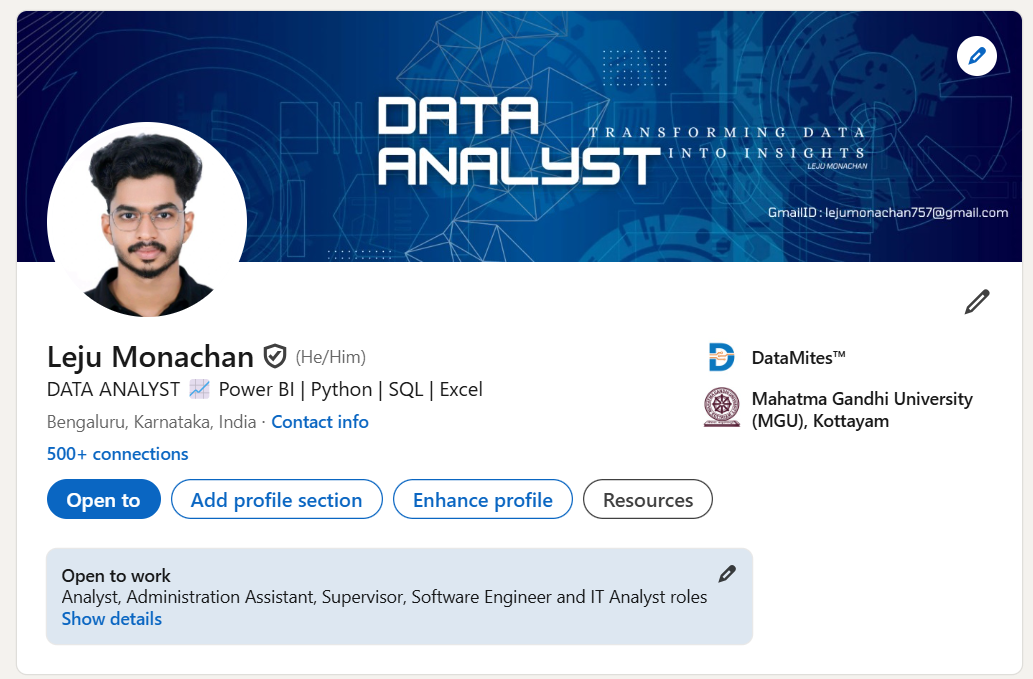 DATA
ANALYST
TRANSFORMING DATA
INTO INSIGHTS
LEJU MONACHAN
GmailID : lejumonachan757@gmail.com
Leju Monachan (He/Him)
DATA ANALYST 📈 Power BI | Python | SQL | Excel
Bengaluru, Karnataka, India · Contact info
500+ connections
DataMites™
Mahatma Gandhi University
(MGU), Kottayam
Open to
Add profile section
Enhance profile
Resources
Open to work
Analyst, Administration Assistant, Supervisor, Software Engineer and IT Analyst roles
Show details